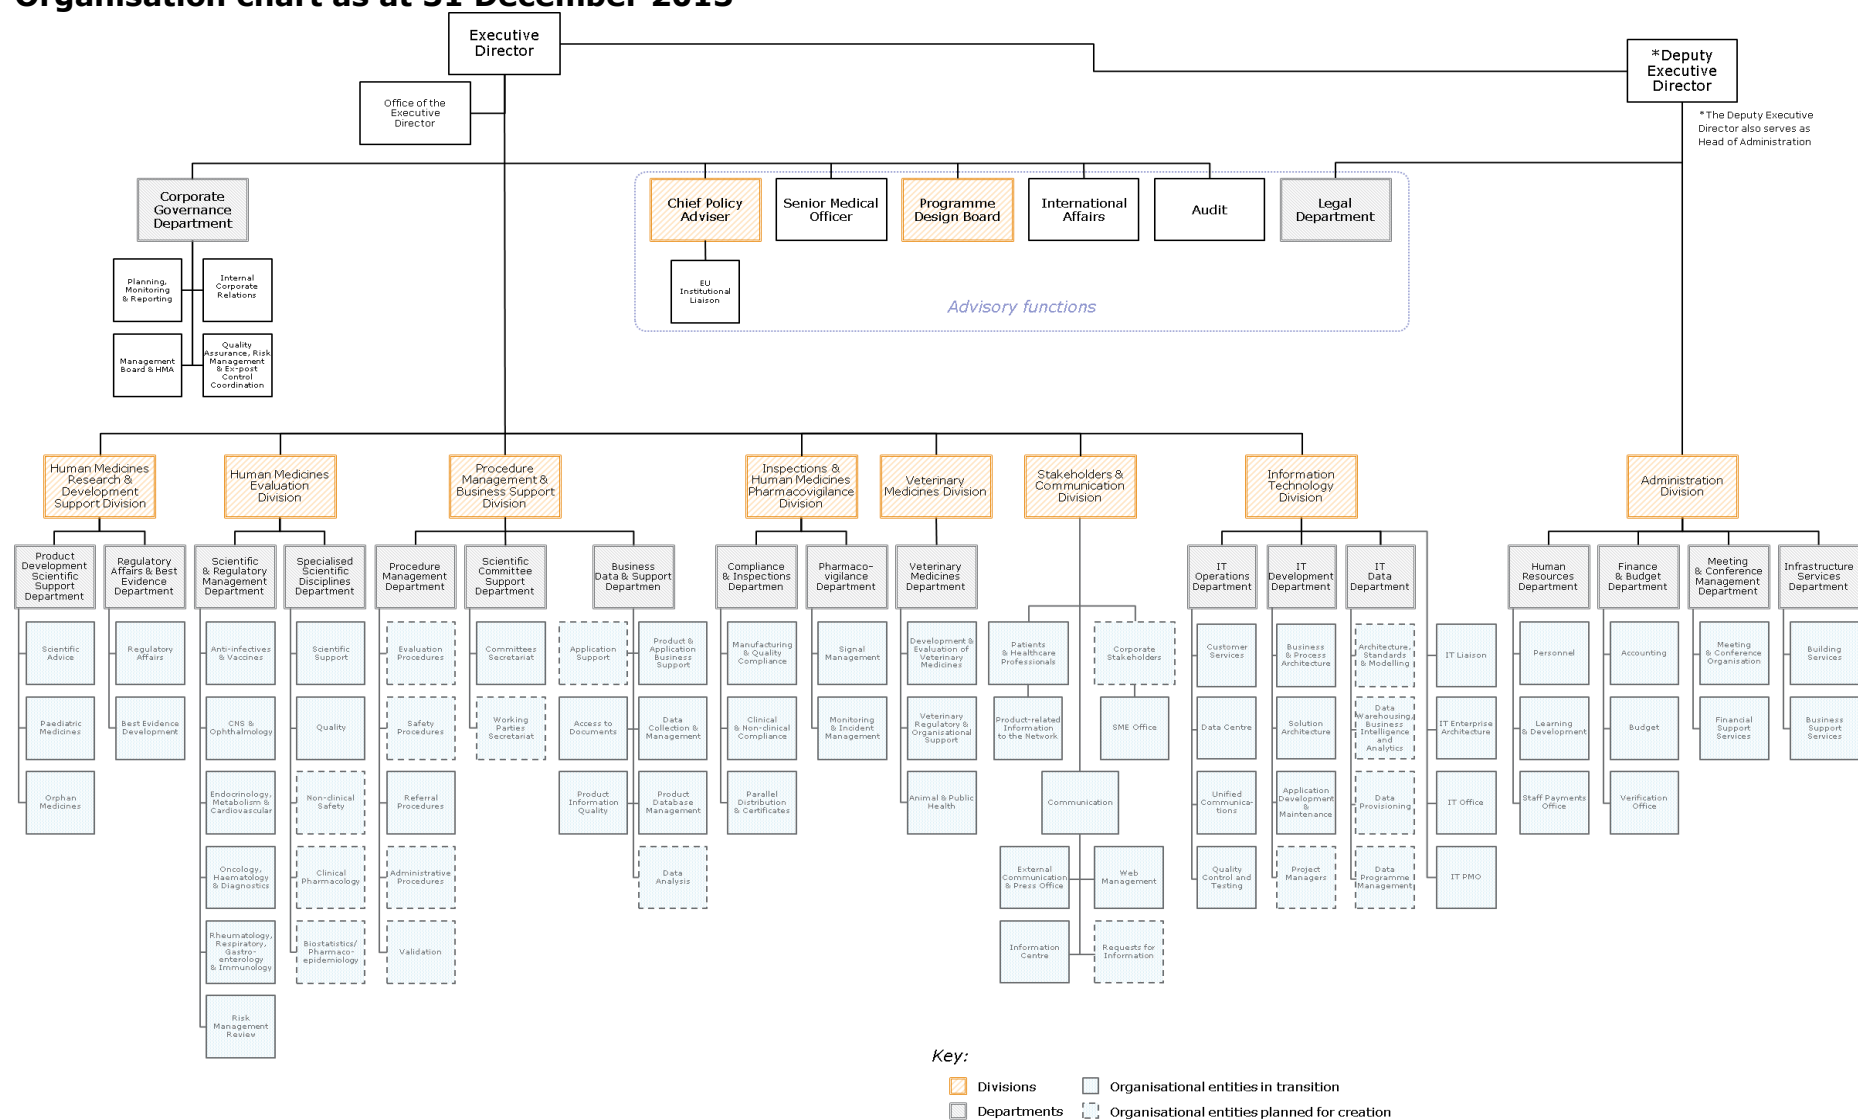 Organisation chart as at 31 December 2013
Executive
Director
*Deputy
Executive
Director
Office of the
Executive
Director
*The Deputy Executive
Director also serves as
Head of Administration
Corporate
Governance
Department
Chief Policy
Adviser
Senior Medical
Officer
Programme
Design Board
International
Affairs
Audit
Legal
Department
Planning,
Monitoring
& Reporting
Internal
Corporate
Relations
EU
Institutional
Liaison
Advisory functions
Management
Board & HMA
Quality
Assurance, Risk
Management
& Ex-post
Control
Coordination
Human Medicines
Research &
Development
Support Division
Human Medicines
Evaluation
Division
Procedure
Management &
Business Support
Division
Inspections &
Human Medicines
Pharmacovigilance
Division
Veterinary
Medicines Division
Stakeholders &
Communication
Division
Information
Technology
Division
Administration
Division
Product
Development
Scientific
Support
Department
Regulatory
Affairs & Best
Evidence
Department
Scientific
& Regulatory
Management
Department
Specialised
Scientific
Disciplines
Department
Procedure
Management
Department
Scientific
Committee
Support
Department
Business
Data & Support
Departmen
Compliance
& Inspections
Departmen
Pharmaco-
vigilance
Department
Veterinary
Medicines
Department
IT
Operations
Department
IT
Development
Department
IT
Data
Department
Human
Resources
Department
Finance
& Budget
Department
Meeting
& Conference
Management
Department
Infrastructure
Services
Department
Scientific
Advice
Regulatory
Affairs
Anti-infectives
& Vaccines
Scientific
Support
Evaluation
Procedures
Committees
Secretariat
Application
Support
Product &
Application
Business
Support
Manufacturing
& Quality
Compliance
Signal
Management
Development &
Evaluation of
Veterinary
Medicines
Patients
& Healthcare
Professionals
Corporate
Stakeholders
Customer
Services
Business
& Process
Architecture
Architecture,
Standards
& Modelling
IT Liaison
Personnel
Accounting
Meeting
& Conference
Organisation
Building
Services
Paediatric
Medicines
Best Evidence
Development
CNS &
Ophthalmology
Quality
Safety
Procedures
Working
Parties
Secretariat
Access to
Documents
Data
Collection &
Management
Clinical
& Non-clinical
Compliance
Monitoring
& Incident
Management
Veterinary
Regulatory &
Organisational
Support
Product-related
Information
to the Network
SME Office
Data Centre
Solution
Architecture
Data
Warehousing,
Business
Intelligence
and
Analytics
IT Enterprise
Architecture
Learning
& Development
Budget
Financial
Support
Services
Business
Support
Services
Orphan
Medicines
Endocrinology,
Metabolism &
Cardiovascular
Non-clinical
Safety
Referral
Procedures
Product
Information
Quality
Product
Database
Management
Parallel
Distribution
& Certificates
Animal & Public
Health
Communication
Unified
Communica-
tions
Application
Development
&
Maintenance
Data
Provisioning
IT Office
Staff Payments
Office
Verification
Office
Oncology,
Haematology
& Diagnostics
Clinical
Pharmacology
Administrative
Procedures
Data
Analysis
External
Communication
& Press Office
Web
Management
Quality
Control and
Testing
Project
Managers
Data
Programme
Management
IT PMO
Rheumatology,
Respiratory,
Gastro-
enterology
& Immunology
Biostatistics/
Pharmaco-
epidemiology
Validation
Information
Centre
Requests for
Information
Risk
Management
Review
Key:
Divisions
Organisational entities in transition
Departments
Organisational entities planned for creation